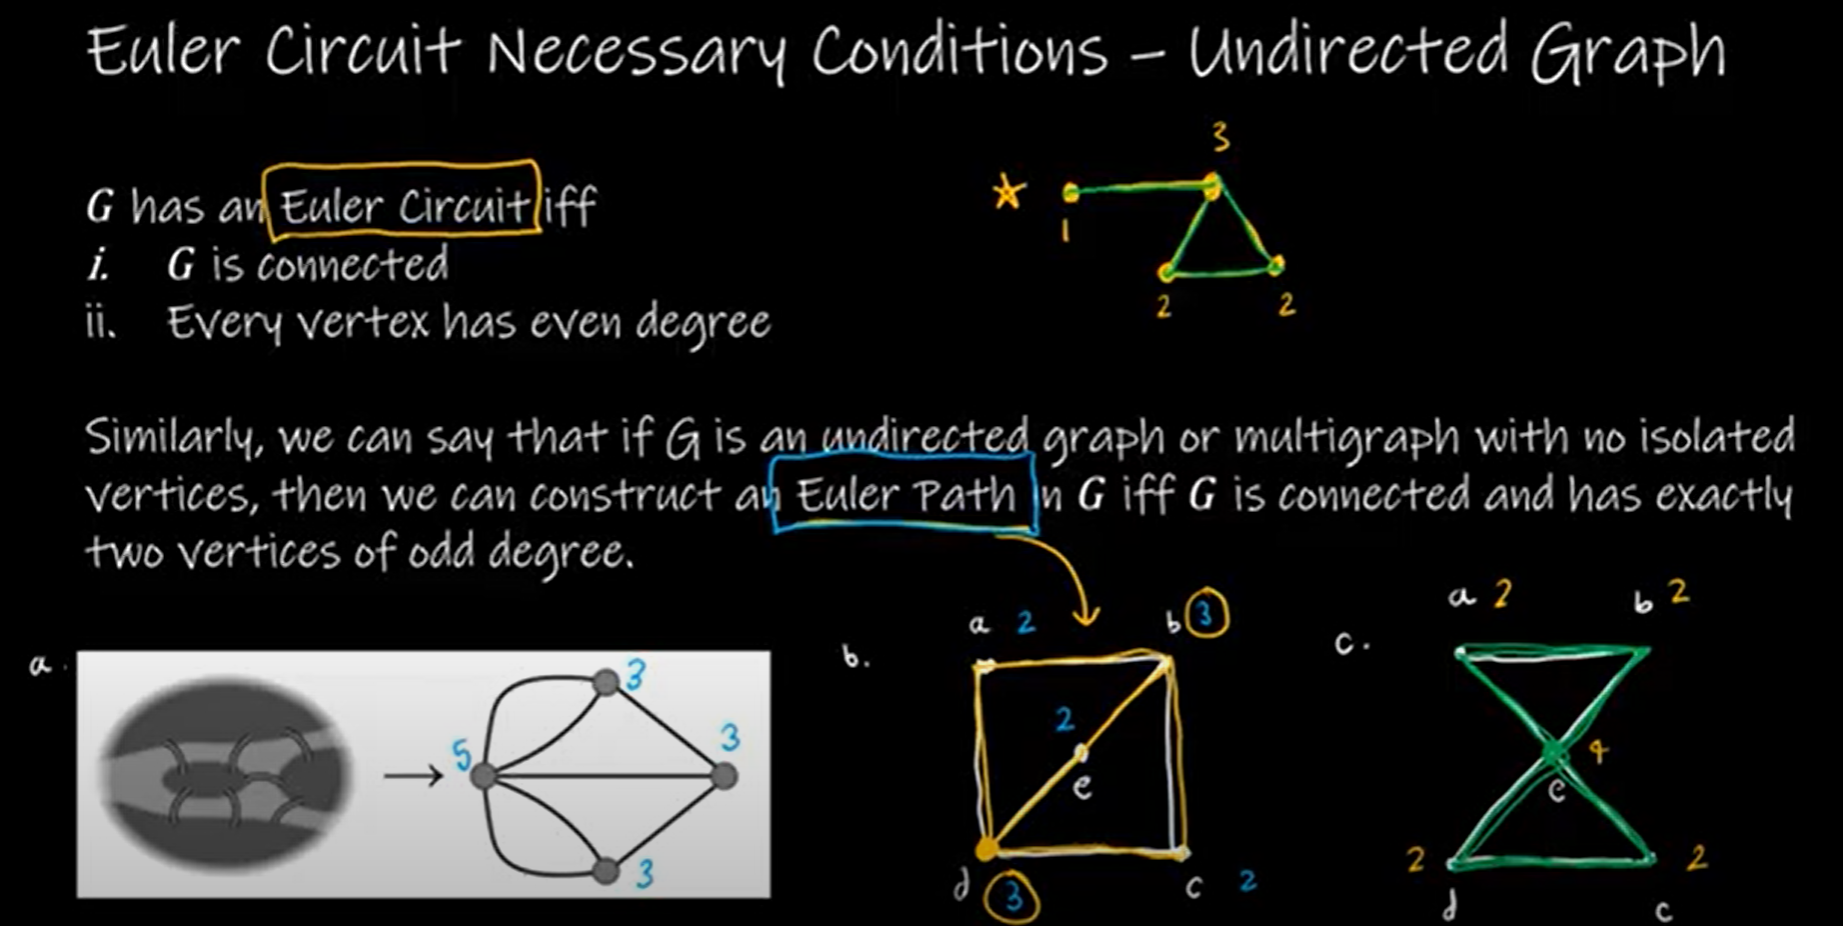 Euler Circuit Necessary Conditions – Undirected Graph
G has an Euler Circuit iff
i. G is connected
ii. Every vertex has even degree
3
1
2 2
Similarly, we can say that if G is an undirected graph or multigraph with no isolated
vertices, then we can construct an Euler Path in G iff G is connected and has exactly
two vertices of odd degree.
a.
3
5
3
3
b.
a 2
b 3
2
e
d 3
c 2
c.
a 2
b 2
4
e
2
d
2
c